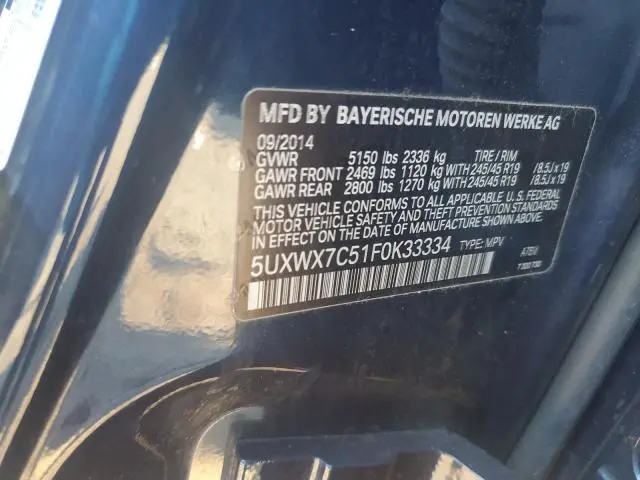 MFD BY BAYERISCHE MOTOREN WERKE AG
09/2014
GVWR 5150 lbs 2336 kg TIRE / RIM
GAWR FRONT 2469 lbs 1120 kg WITH 245/45 R19 /8.5J x 19
GAWR REAR 2800 lbs 1270 kg WITH 245/45 R19 /8.5J x 19
THIS VEHICLE CONFORMS TO ALL APPLICABLE U.S. FEDERAL
MOTOR VEHICLE SAFETY AND THEFT PREVENTION STANDARDS
IN EFFECT ON THE DATE OF MANUFACTURE SHOWN ABOVE.
5UXWX7C51F0K33334 TYPE: MPV